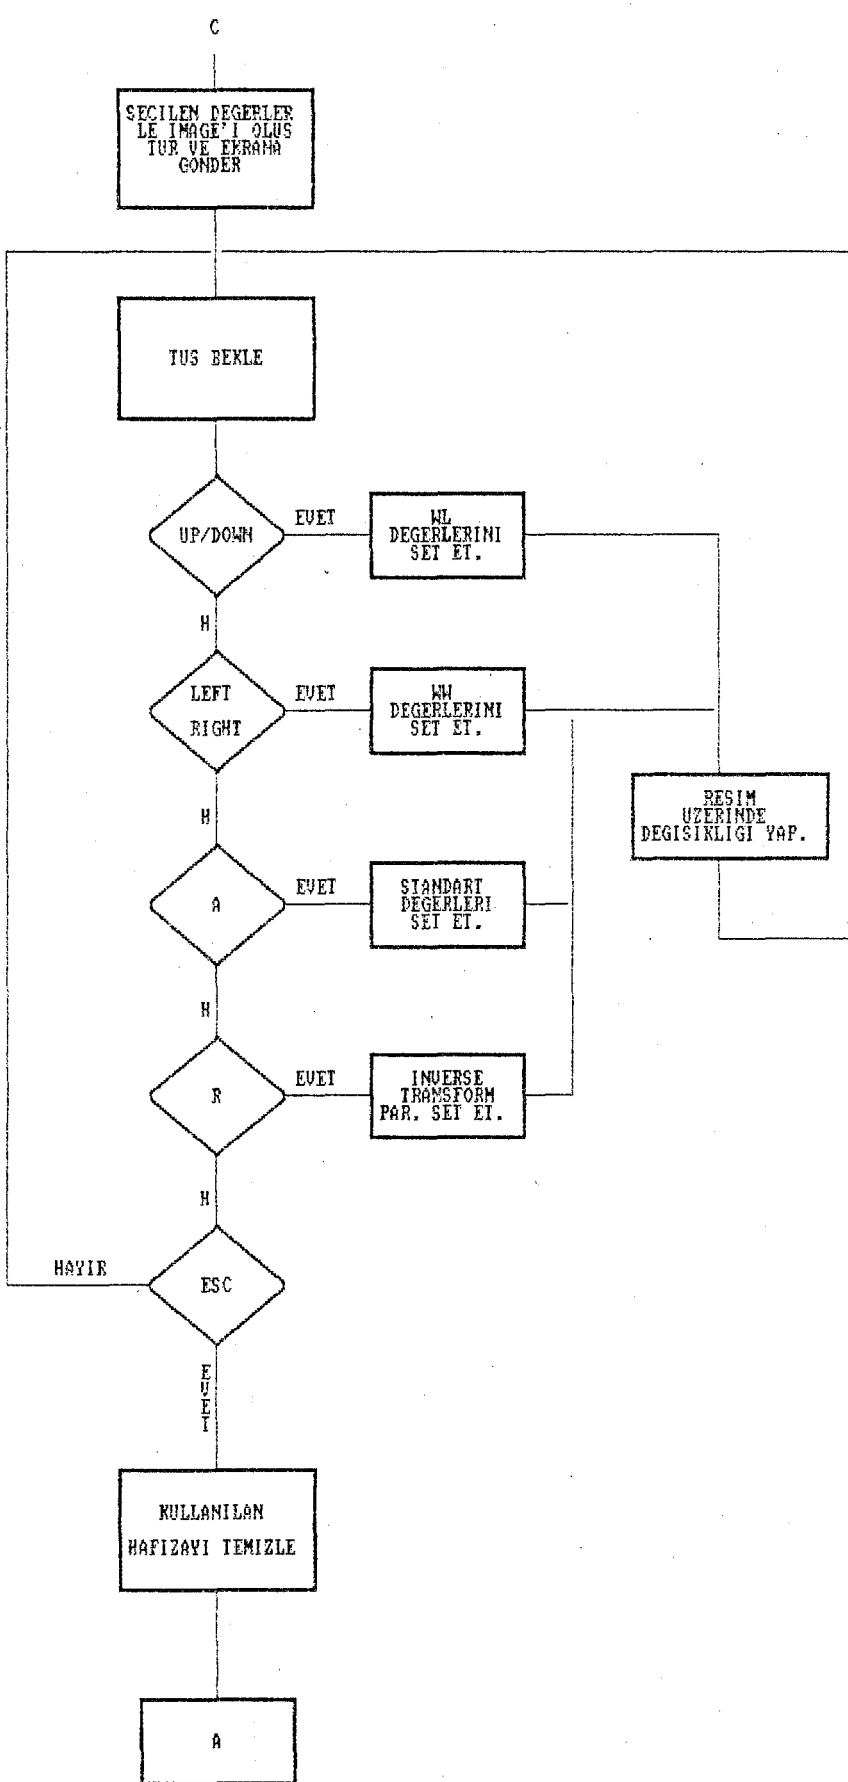 C
SECILEN DEGERLER
LE IMAGE'I OLUS
TUR VE EKRANA
GONDER
TUS BEKLE
UP/DOWN
EVET
WL
DEGERLERINI
SET ET.
H
LEFT
RIGHT
EVET
WW
DEGERLERINI
SET ET.
RESIM
UZERINDE
DEGISIKLIGI YAP.
H
A
EVET
STANDART
DEGERLERI
SET ET.
H
R
EVET
INVERSE
TRANSFORM
PAR. SET ET.
H
HAYIR
ESC
EVET
KULLANILAN
HAFIZAYI TEMIZLE
A